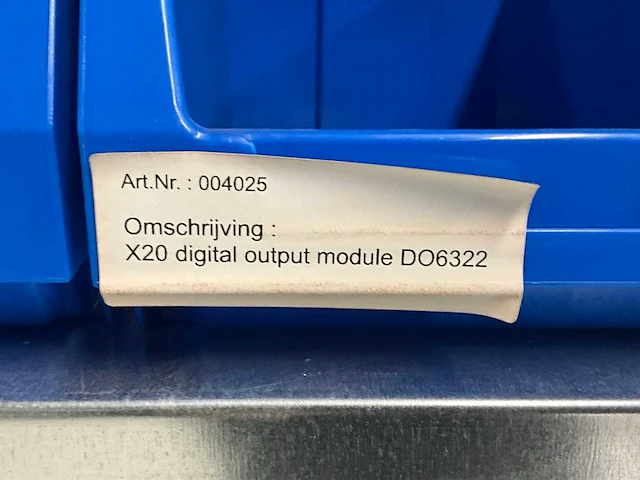 Art.Nr. : 004025
Omschrijving :
X20 digital output module DO6322